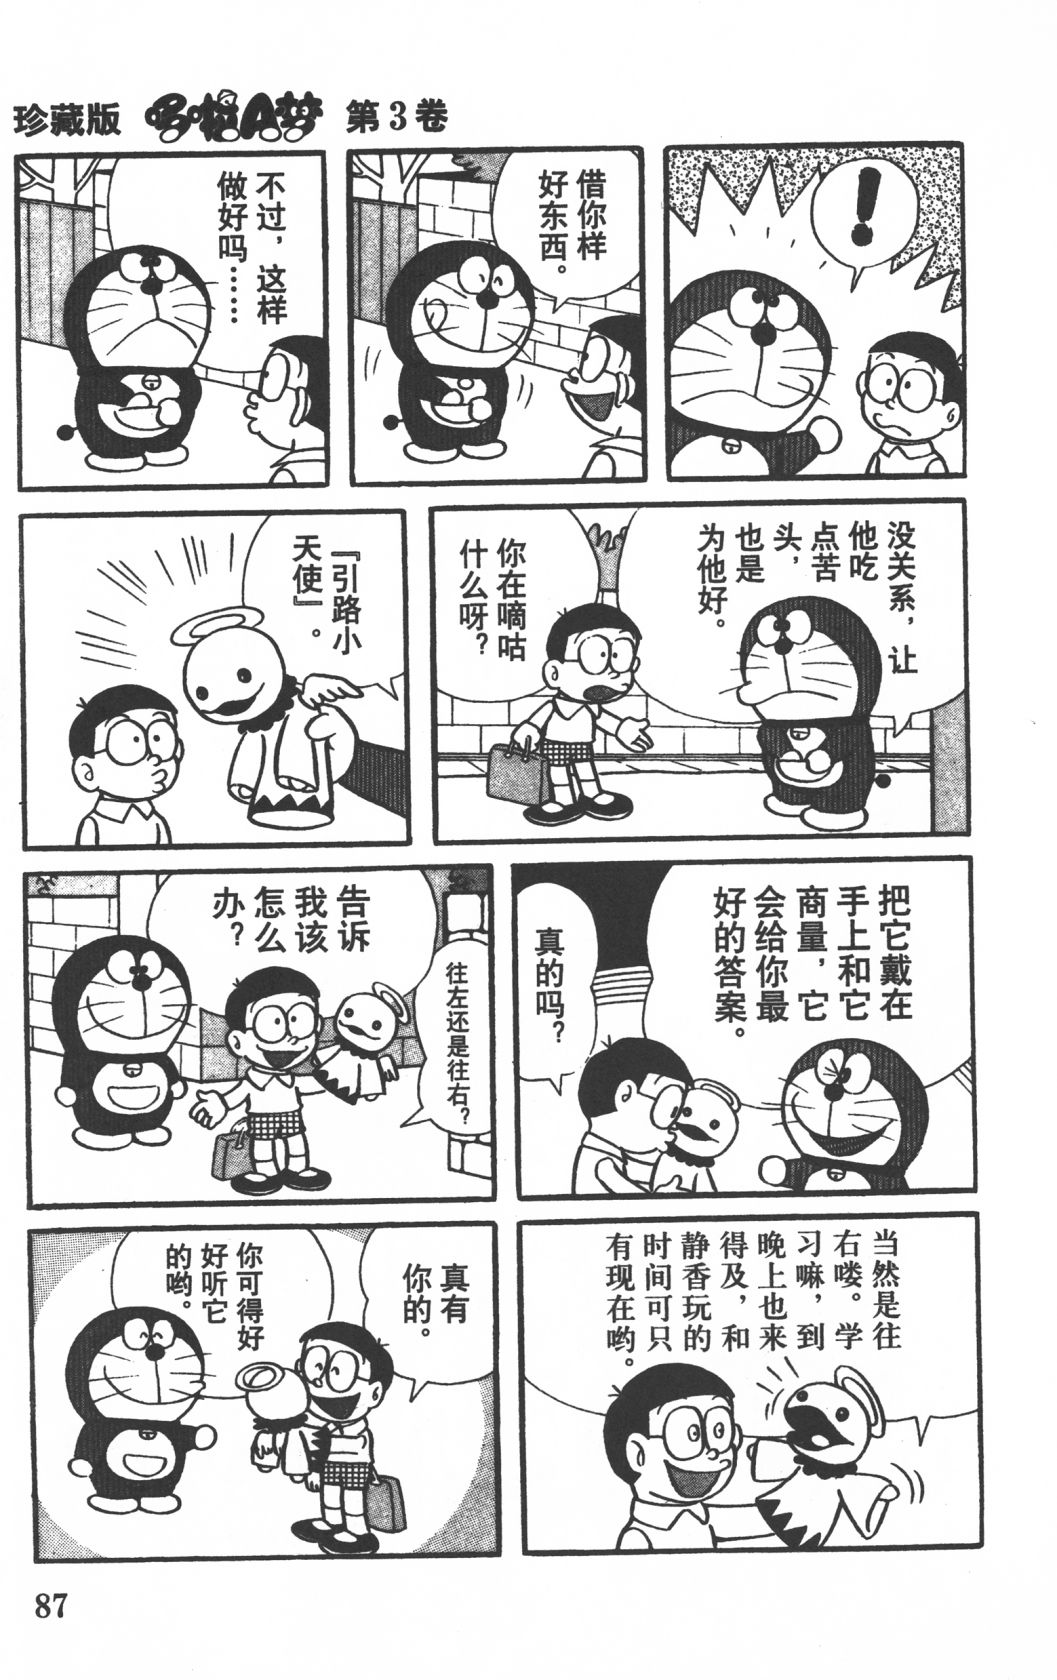 珍藏版 哆啦A梦 第3卷
！
借你样
好东西。
不过，这样
做好吗……
没关系，让
他吃
点苦
头，
也是
为他好。
你在嘀咕
什么呀？
『引路小
天使』。
把它戴在
手上和它
商量，它
会给你最
好的答案。
真的吗？
告诉
我该
怎么
办？
往左还是往右？
当然是往
右喽。学
习嘛，到
晚上也来
得及，和
静香玩的
时间可只
有现在哟。
真有
你的。
你可得好
好听它
的哟。
87